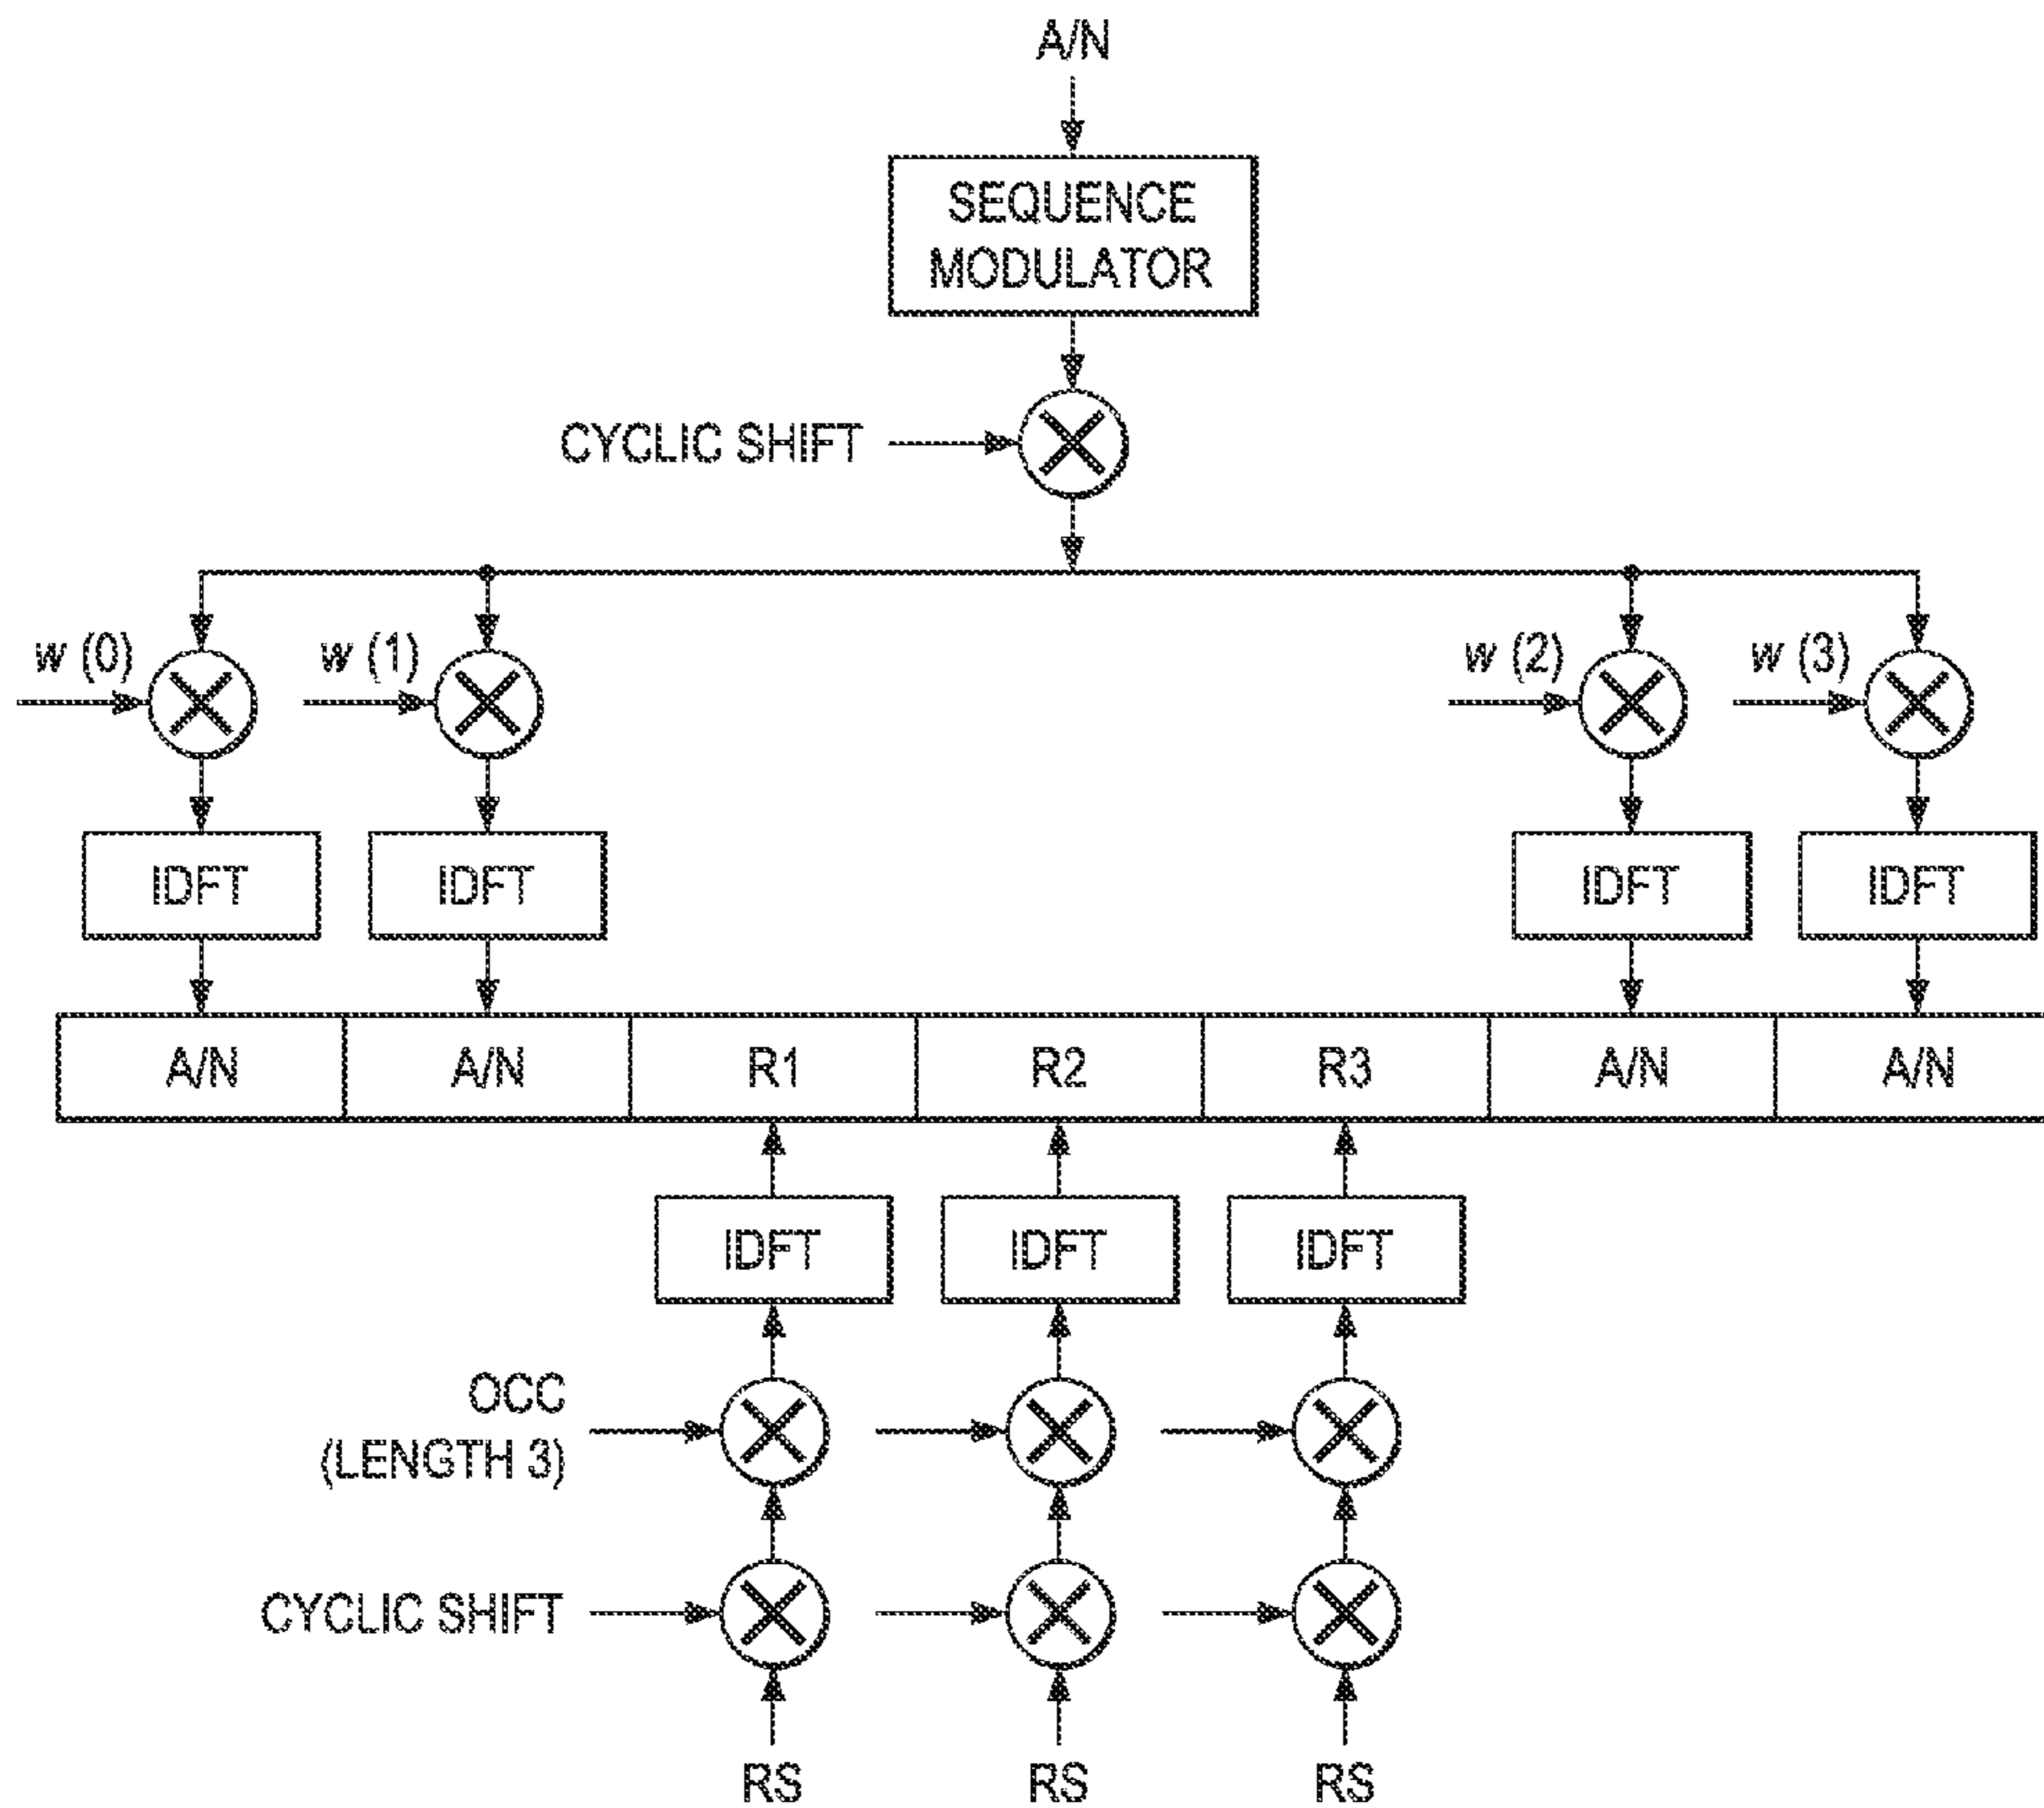 A/N
SEQUENCE
MODULATOR
CYCLIC SHIFT
w (0) w (1) w (2) w (3)
IDFT IDFT IDFT IDFT
A/N A/N R1 R2 R3 A/N A/N
IDFT IDFT IDFT
OCC
(LENGTH 3)
CYCLIC SHIFT
RS RS RS